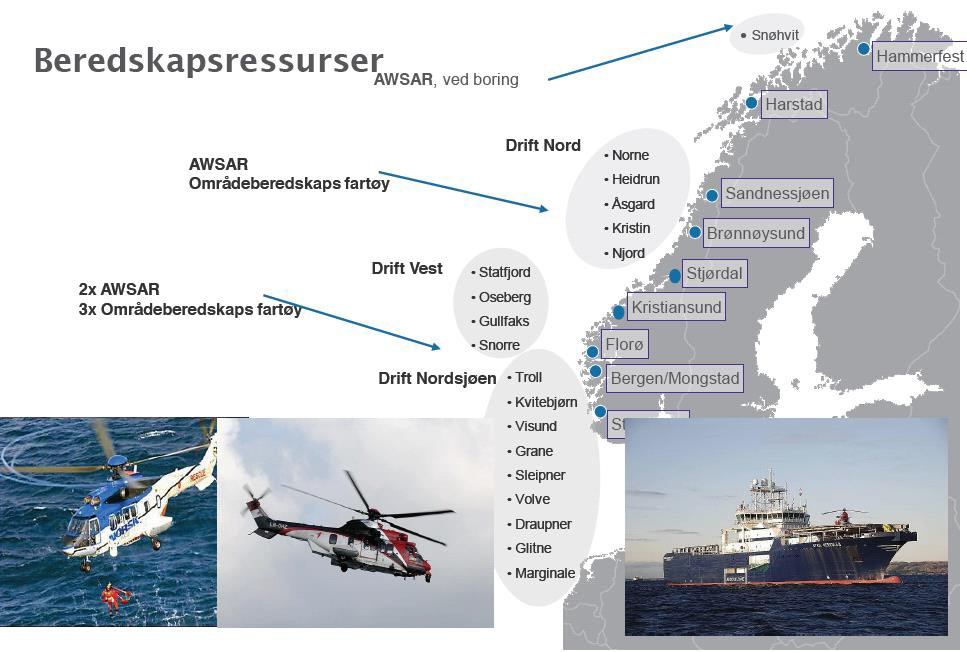 Beredskapsressurser
AWSAR, ved boring
• Snøhvit
Hammerfest
Harstad
Drift Nord
• Norne
• Heidrun
• Åsgard
• Kristin
• Njord
AWSAR
Områdeberedskaps fartøy
Sandnessjøen
Brønnøysund
Stjørdal
Kristiansund
Florø
Bergen/Mongstad
Drift Vest
• Statfjord
• Oseberg
• Gullfaks
• Snorre
2x AWSAR
3x Områdeberedskaps fartøy
Drift Nordsjøen
• Troll
• Kvitebjørn
• Visund
• Grane
• Sleipner
• Volve
• Draupner
• Glitne
• Marginale
RESCUE